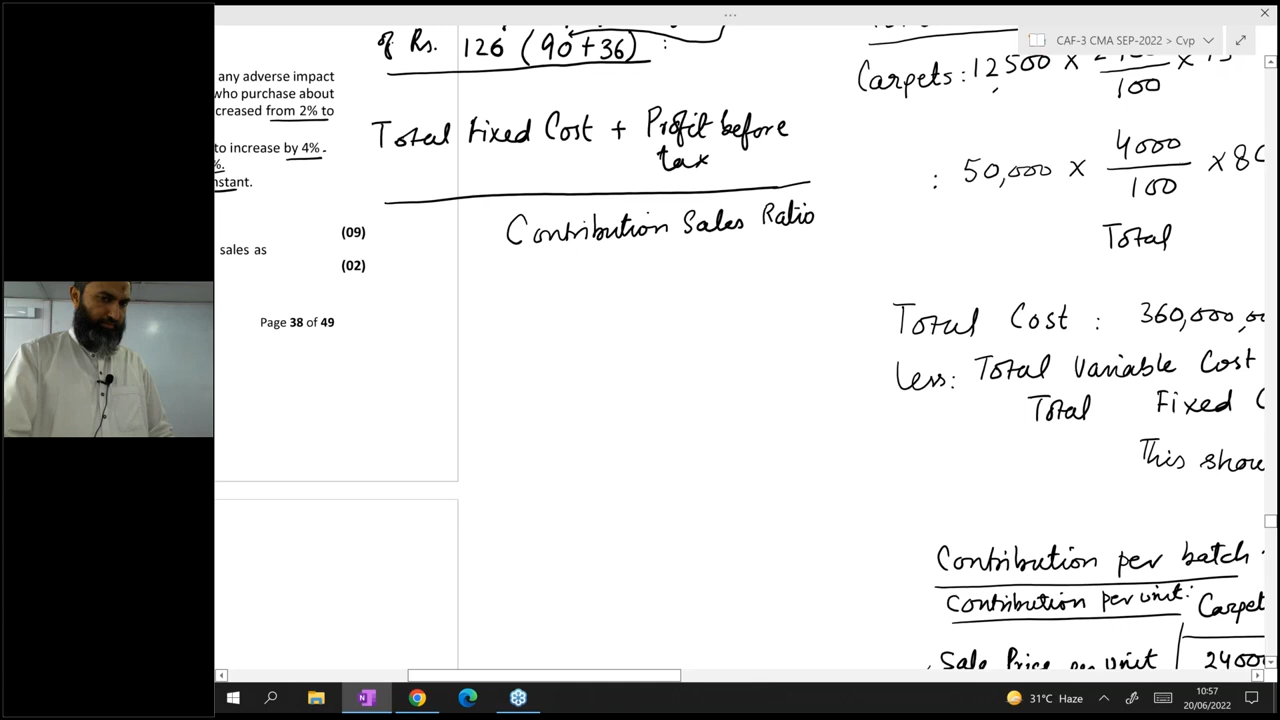 CAF-3 CMA SEP-2022 > Cvp
of Rs. 126 (90+36) :
any adverse impact
who purchase about
creased from 2% to
to increase by 4% -
%.
nstant.
(09)
sales as
(02)
Page 38 of 49
Total Fixed Cost + Profit before
tax
Contribution Sales Ratio
Carpets : 12,500 ×
100
: 50,000 × 4000
100
Total
Total Cost : 360,000,
less: Total Variable Cost
Total Fixed
This
Contribution per batch
Contribution per unit:
Carpet
Sale Price per unit
24000
31°C Haze
10:57
20/06/2022